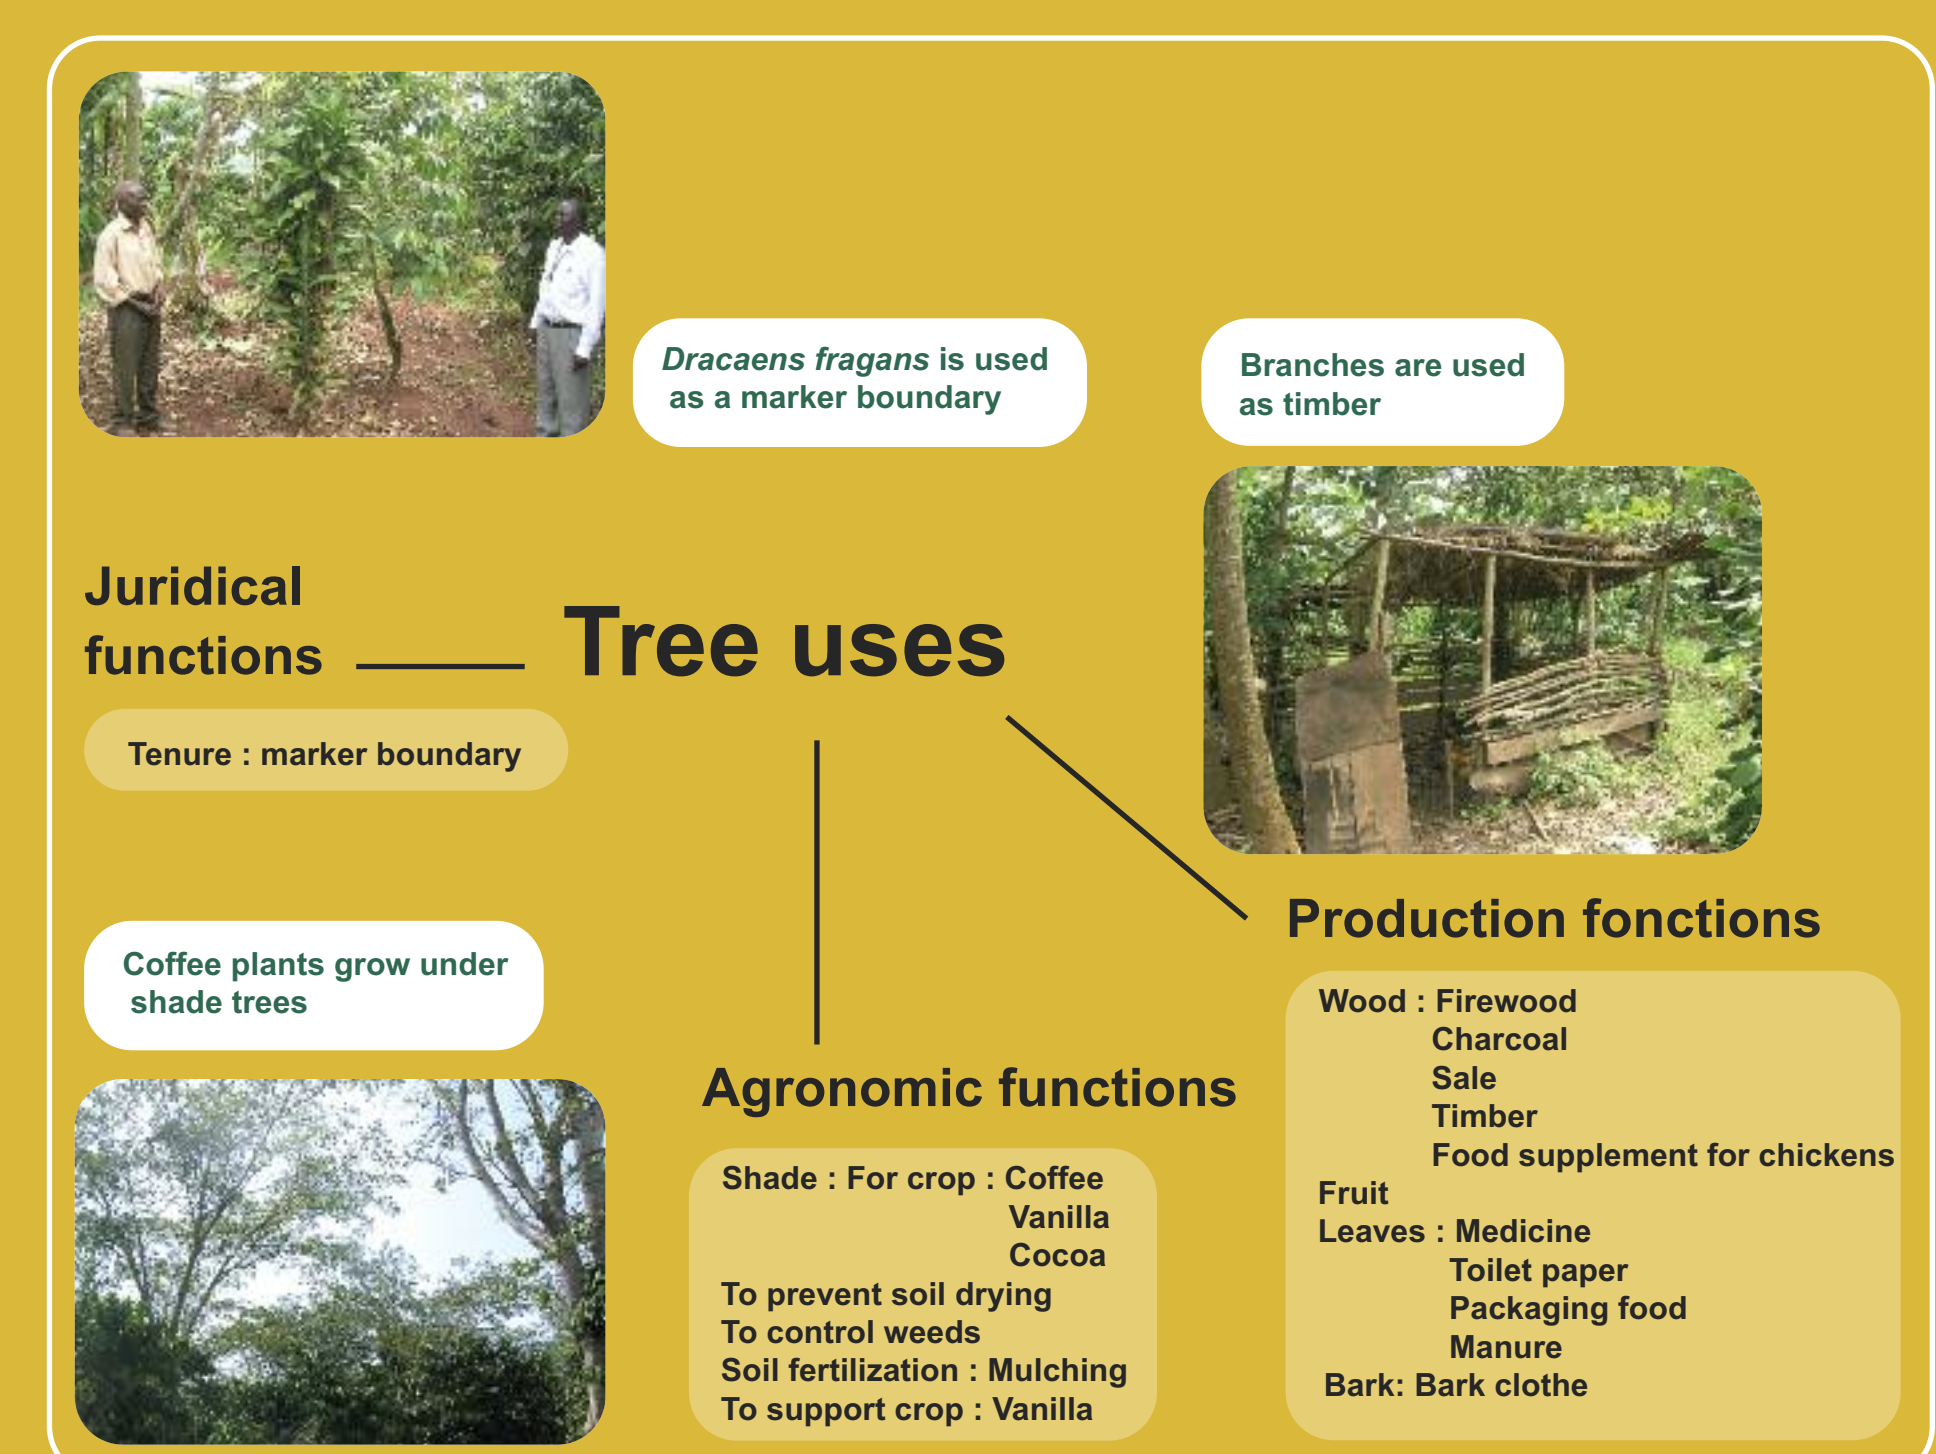 Dracaens fragans is used
as a marker boundary
Branches are used
as timber
Juridical
functions
Tree uses
Tenure : marker boundary
Coffee plants grow under
shade trees
Agronomic functions
Shade : For crop : Coffee
Vanilla
Cocoa
To prevent soil drying
To control weeds
Soil fertilization : Mulching
To support crop : Vanilla
Production fonctions
Wood : Firewood
Charcoal
Sale
Timber
Food supplement for chickens
Fruit
Leaves : Medicine
Toilet paper
Packaging food
Manure
Bark: Bark clothe